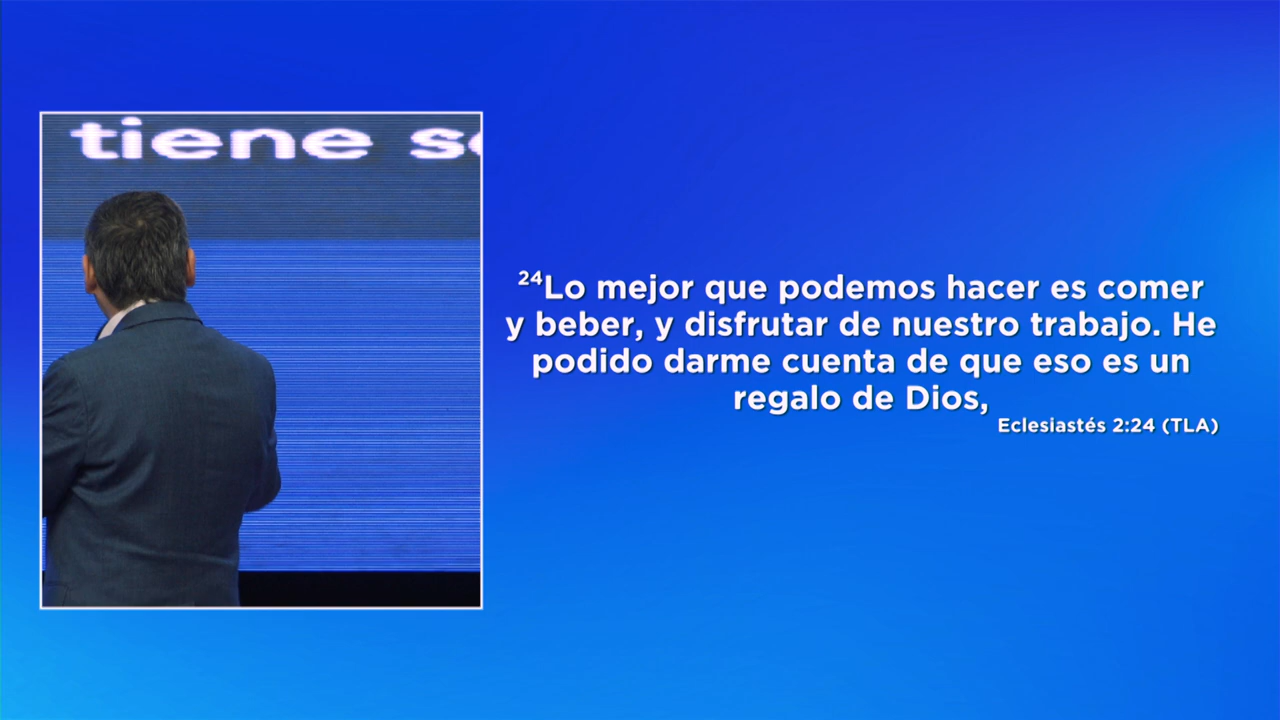 tiene
²⁴Lo mejor que podemos hacer es comer
y beber, y disfrutar de nuestro trabajo. He
podido darme cuenta de que eso es un
regalo de Dios,
Eclesiastés 2:24 (TLA)